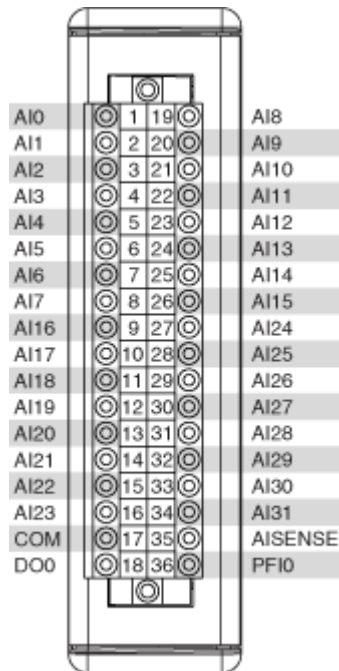 AI0 1 19 AI8
AI1 2 20 AI9
AI2 3 21 AI10
AI3 4 22 AI11
AI4 5 23 AI12
AI5 6 24 AI13
AI6 7 25 AI14
AI7 8 26 AI15
AI16 9 27 AI24
AI17 10 28 AI25
AI18 11 29 AI26
AI19 12 30 AI27
AI20 13 31 AI28
AI21 14 32 AI29
AI22 15 33 AI30
AI23 16 34 AI31
COM 17 35 AISENSE
DO0 18 36 PFI0